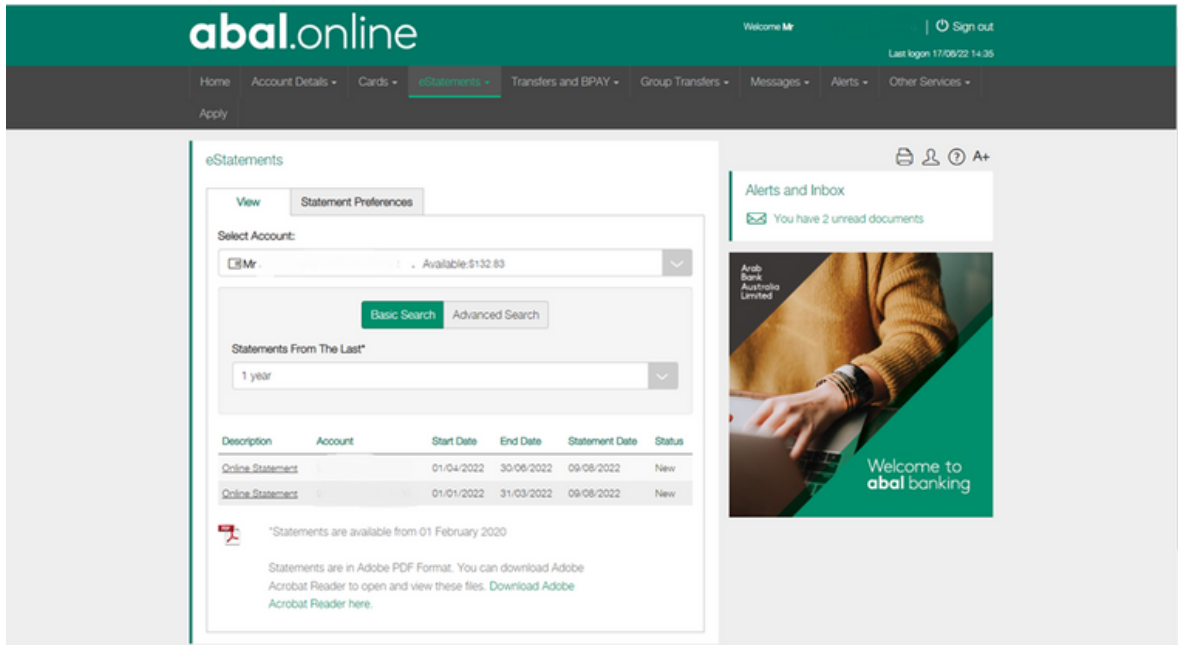 abal.online
Welcome Mr
Sign out
Last logon 17/08/22 14:35
Home Account Details Cards eStatements Transfers and BPAY Group Transfers Messages Alerts Other Services
Apply
eStatements
View Statement Preferences
Select Account:
Mr. Available:$132.83
Basic Search Advanced Search
Statements From The Last*
1 year
Description Account Start Date End Date Statement Date Status
Online Statement 01/04/2022 30/06/2022 09/08/2022 New
Online Statement 01/01/2022 31/03/2022 09/08/2022 New
PDF
*Statements are available from 01 February 2020
Statements are in Adobe PDF Format. You can download Adobe
Acrobat Reader to open and view these files. Download Adobe
Acrobat Reader here.
A+
Alerts and Inbox
You have 2 unread documents
Arab
Bank
Australia
Limited
Welcome to
abal banking